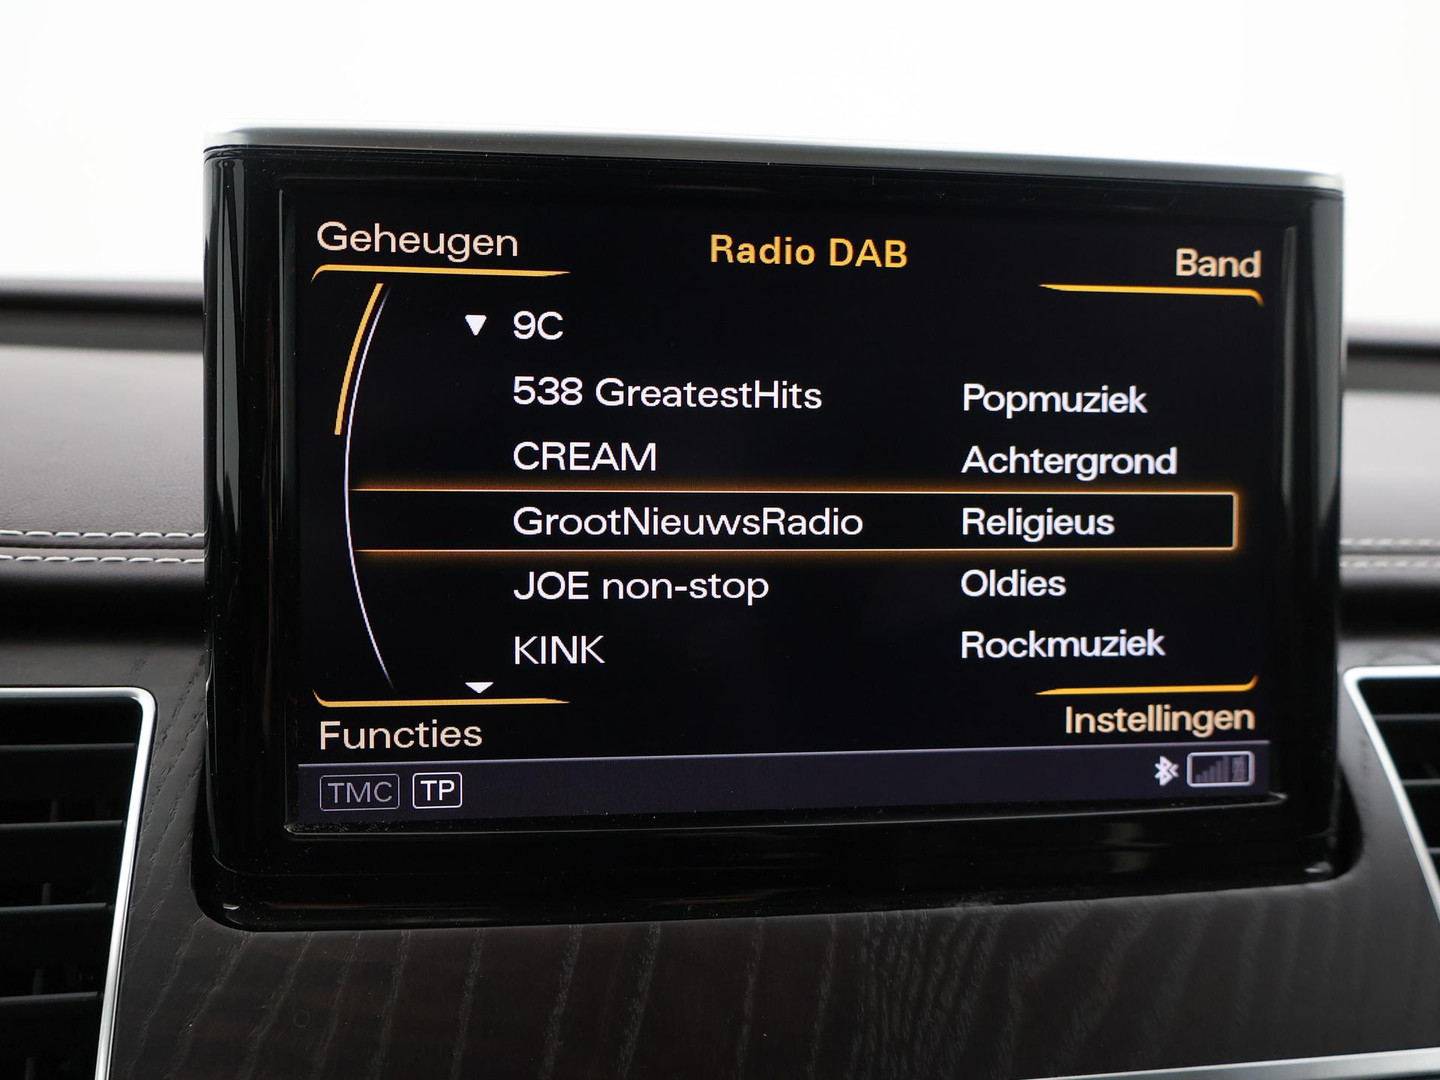 Geheugen Radio DAB Band
9C
538 GreatestHits Popmuziek
CREAM Achtergrond
GrootNieuwsRadio Religieus
JOE non-stop Oldies
KINK Rockmuziek
Functies Instellingen
TMC TP